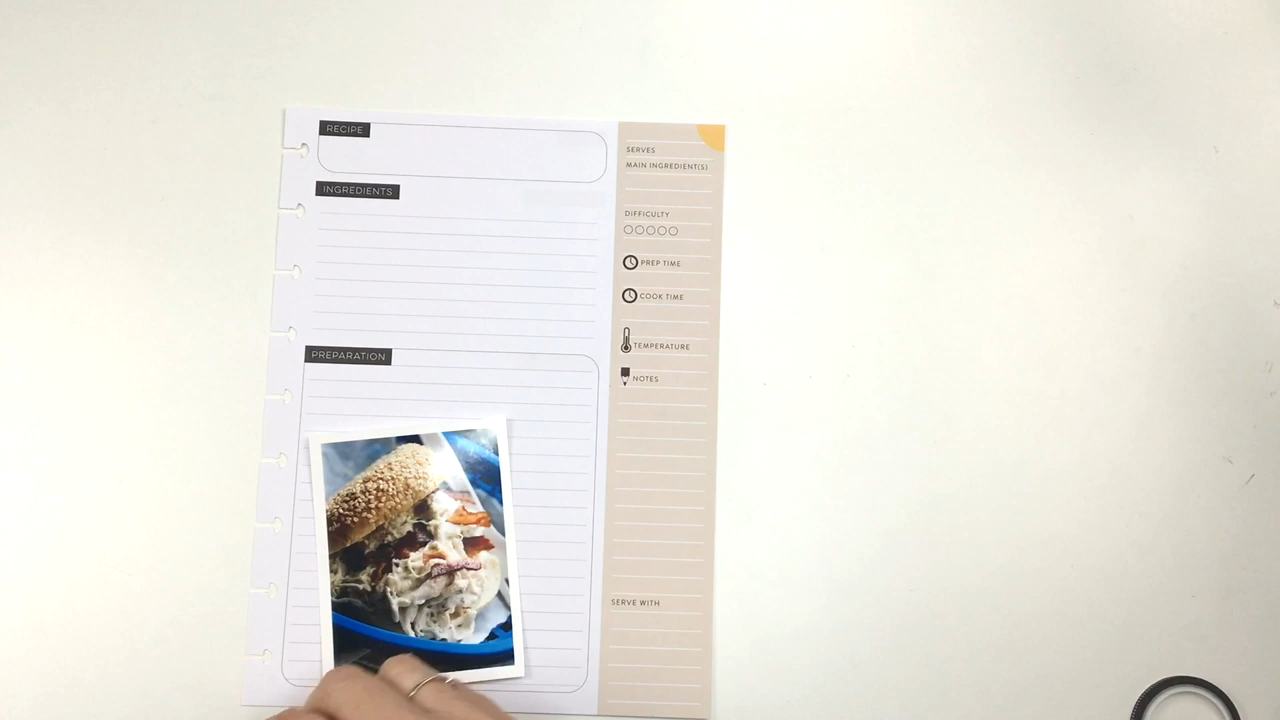 RECIPE
INGREDIENTS
PREPARATION
SERVES
MAIN INGREDIENT(S)
DIFFICULTY
PREP TIME
COOK TIME
TEMPERATURE
NOTES
SERVE WITH